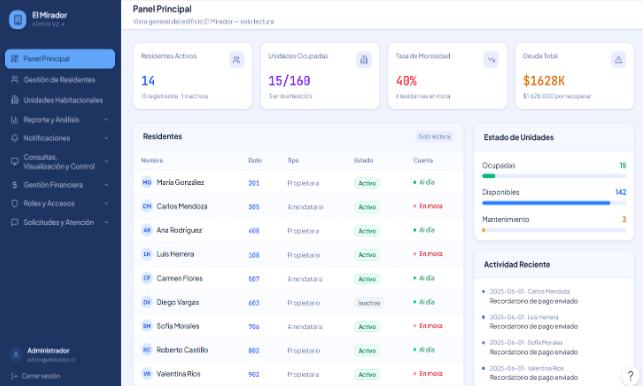 El Mirador
ADMIN V2.4
Panel Principal
Gestión de Residentes
Unidades Habitacionales
Reporte y Análisis
Notificaciones
Consultas,
Visualización y Control
Gestión Financiera
Roles y Accesos
Solicitudes y Atención
Administrador
admin@elmirador.cl
Cerrar sesión
Panel Principal
Vista general del edificio El Mirador — solo lectura
Residentes Activos
14
15 registrados · 1 inactivos
Unidades Ocupadas
15/160
3 en mantención
Tasa de Morosidad
40%
6 residentes en mora
Deuda Total
$1628K
$1.628.000 por recuperar
Residentes
Solo lectura
Nombre Dpto Tipo Estado Cuenta
MG María González 201 Propietaria Activo Al día
CM Carlos Mendoza 305 Arrendatario Activo En mora
AR Ana Rodríguez 408 Propietaria Activo Al día
LH Luis Herrera 108 Propietario Activo En mora
CF Carmen Flores 507 Arrendataria Activo Al día
DV Diego Vargas 603 Propietario Inactivo Al día
SM Sofía Morales 706 Arrendataria Activo En mora
RC Roberto Castillo 802 Propietario Activo Al día
VR Valentina Ríos 902 Propietaria Activo En mora
Estado de Unidades
Ocupadas 15
Disponibles 142
Mantenimiento 3
Actividad Reciente
2025-06-01 · Carlos Mendoza
Recordatorio de pago enviado
2025-06-01 · Luis Herrera
Recordatorio de pago enviado
2025-06-01 · Sofía Morales
Recordatorio de pago enviado
2025-06-01 · Valentina Ríos
Recordatorio de pago enviado
?